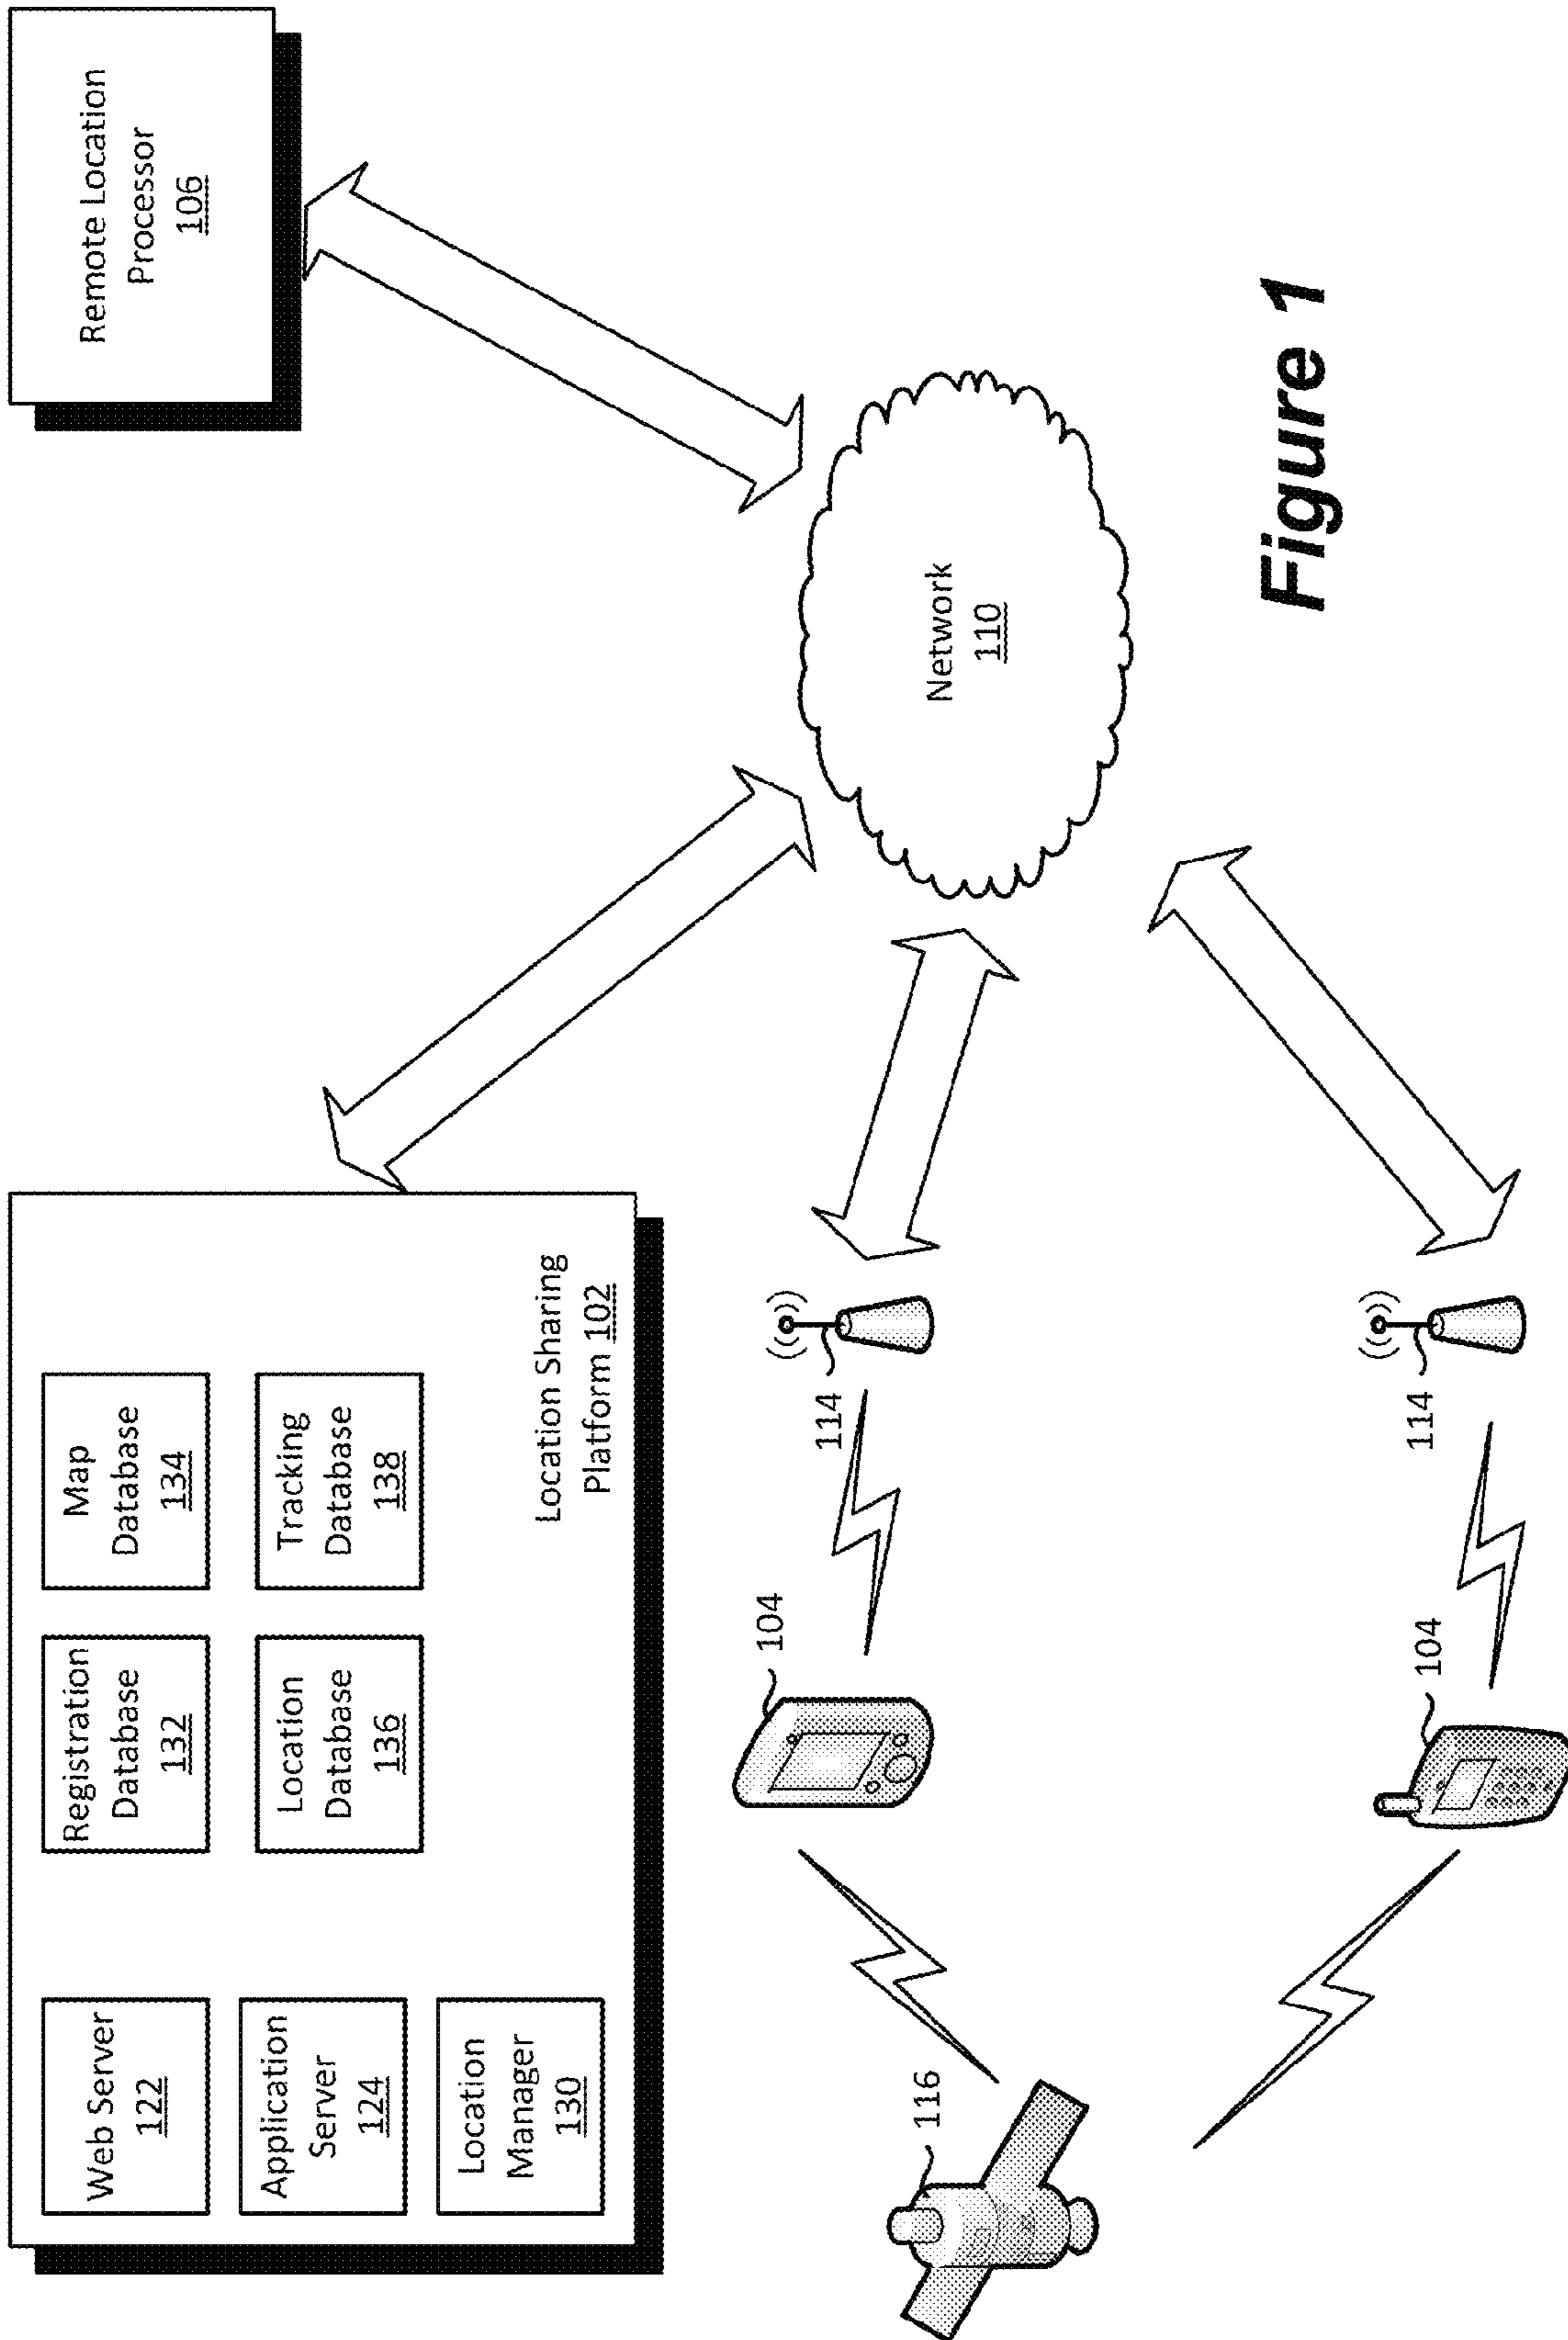 Web Server
122
Registration
Database
132
Map
Database
134
Remote Location
Processor
106
Application
Server
124
Location
Database
136
Tracking
Database
138
Location
Manager
130
Location Sharing
Platform 102
104
114
116
Network
110
104
114
Figure 1